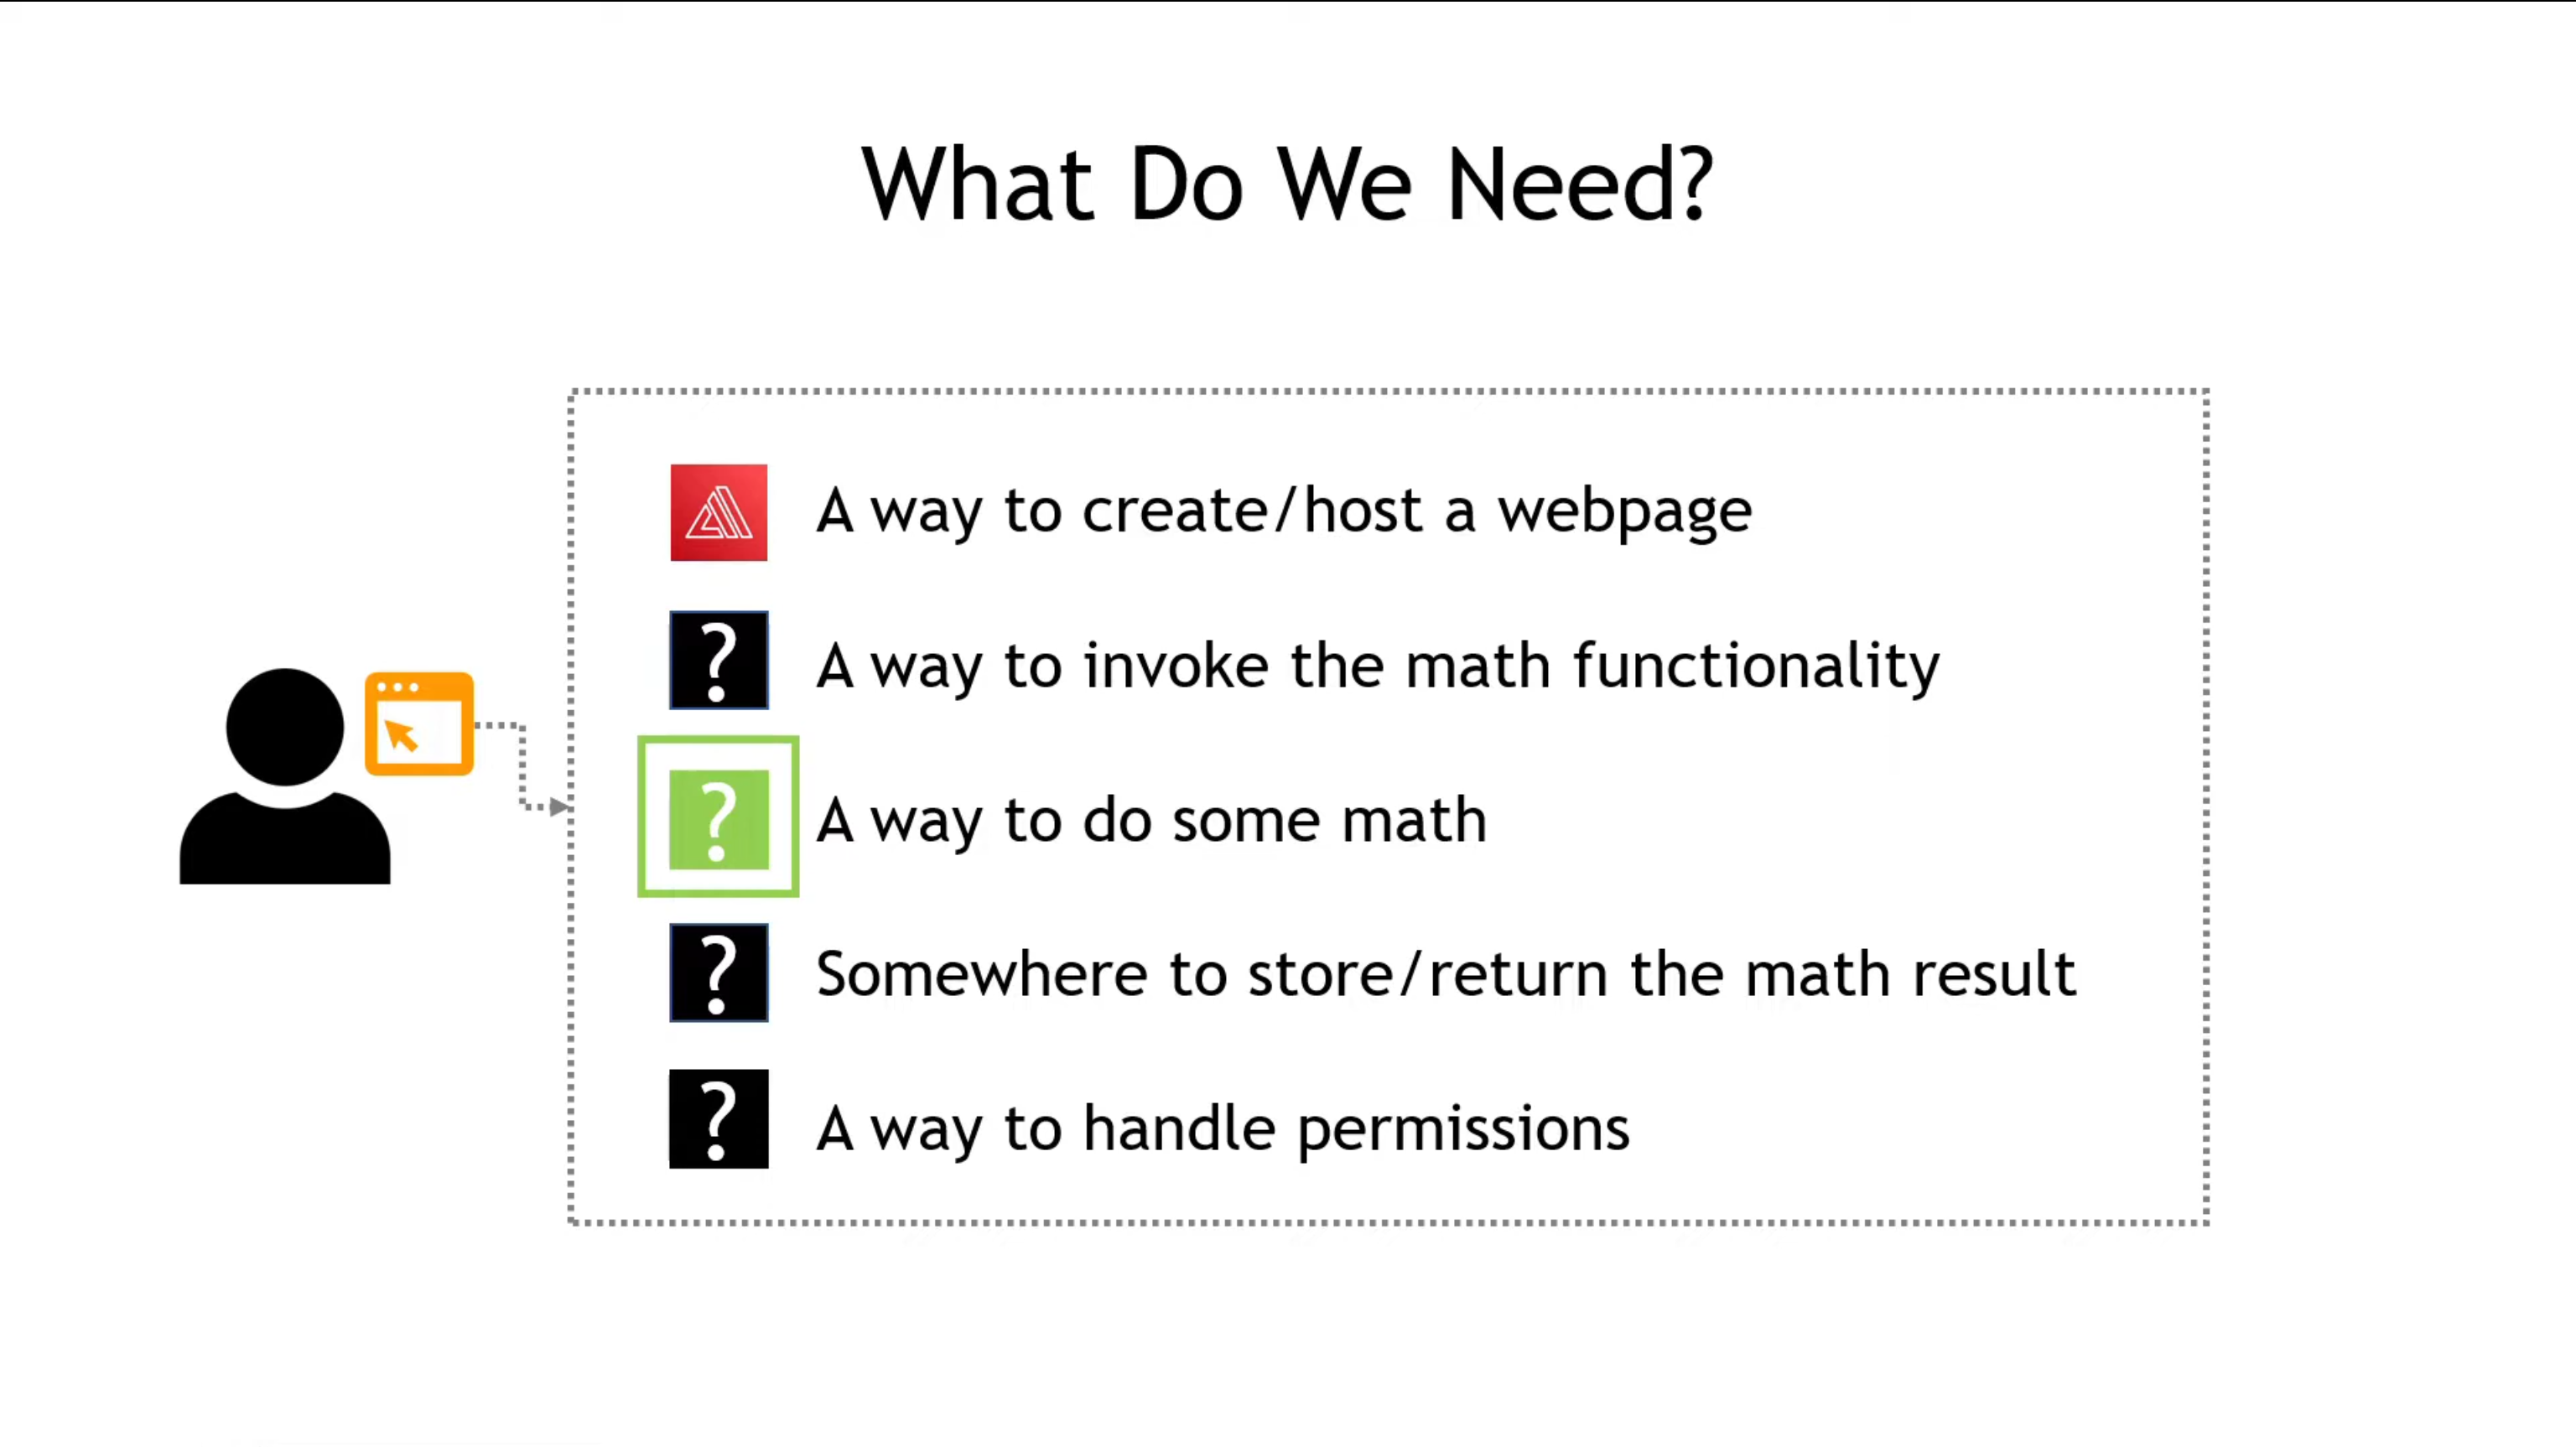 What Do We Need?
A way to create/host a webpage
? A way to invoke the math functionality
? A way to do some math
? Somewhere to store/return the math result
? A way to handle permissions